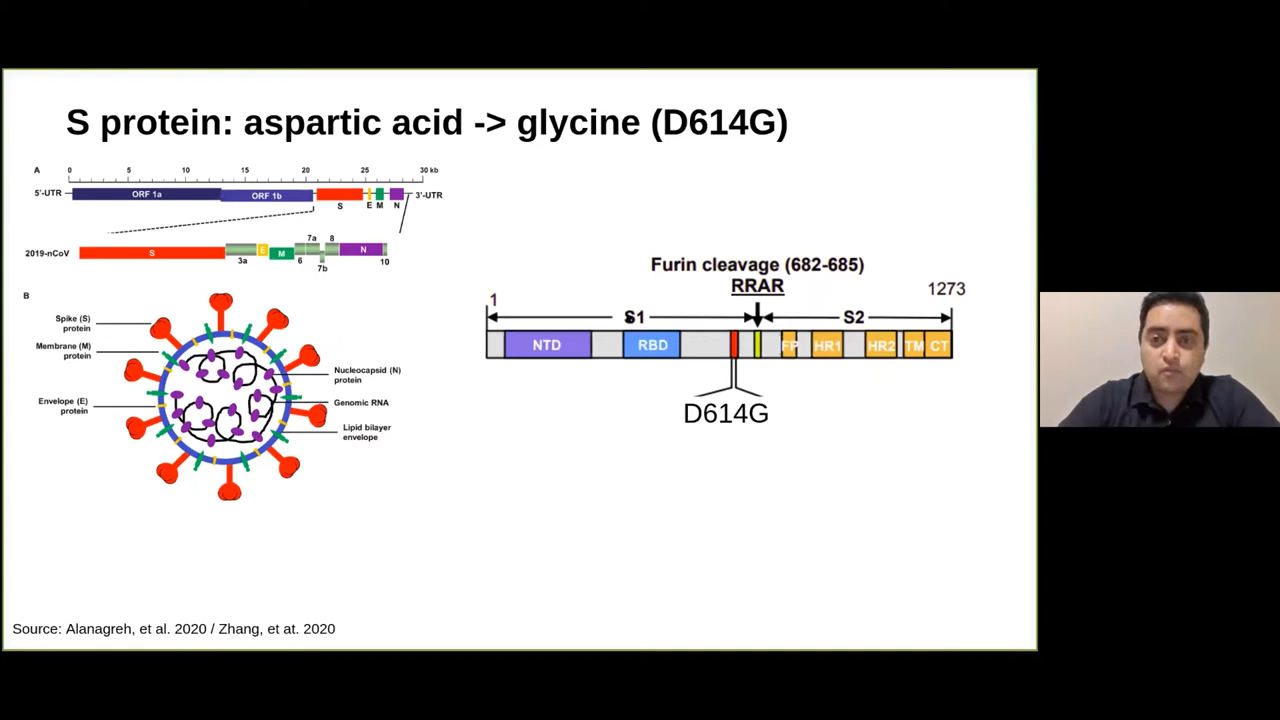 S protein: aspartic acid -> glycine (D614G)
A
0 5 10 15 20 25 30 kb
5'-UTR ORF 1a ORF 1b S E M N 3'-UTR
2019-nCoV S 3a E M 6 7a 7b 8 N 10
B
Spike (S)
protein
Membrane (M)
protein
Envelope (E)
protein
Nucleocapsid (N)
protein
Genomic RNA
Lipid bilayer
envelope
Furin cleavage (682-685)
RRAR
1 1273
S1 S2
NTD RBD FP HR1 HR2 TM CT
D614G
Source: Alanagreh, et al. 2020 / Zhang, et at. 2020